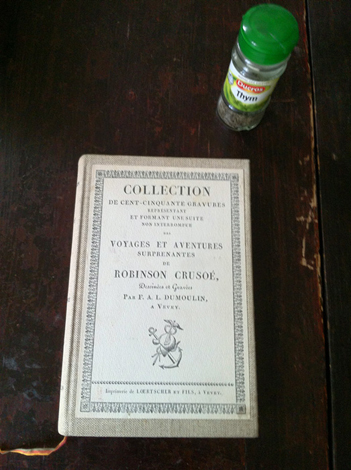 Ducros
Thym
COLLECTION
DE CENT-CINQUANTE GRAVURES
REPRÉSENTANT
ET FORMANT UNE SUITE
NON INTERROMPUE
DES
VOYAGES ET AVENTURES
SURPRENANTES
DE
ROBINSON CRUSOÉ,
Dessinées et Gravées
PAR F. A. L. DUMOULIN,
A VEVEY.
Imprimerie de LOERTSCHER ET FILS, à VEVEY.